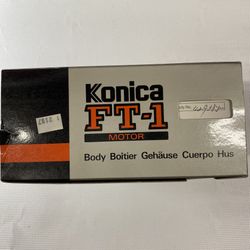 Konica
FT-1
MOTOR
Body Boîtier Gehäuse Cuerpo Hus